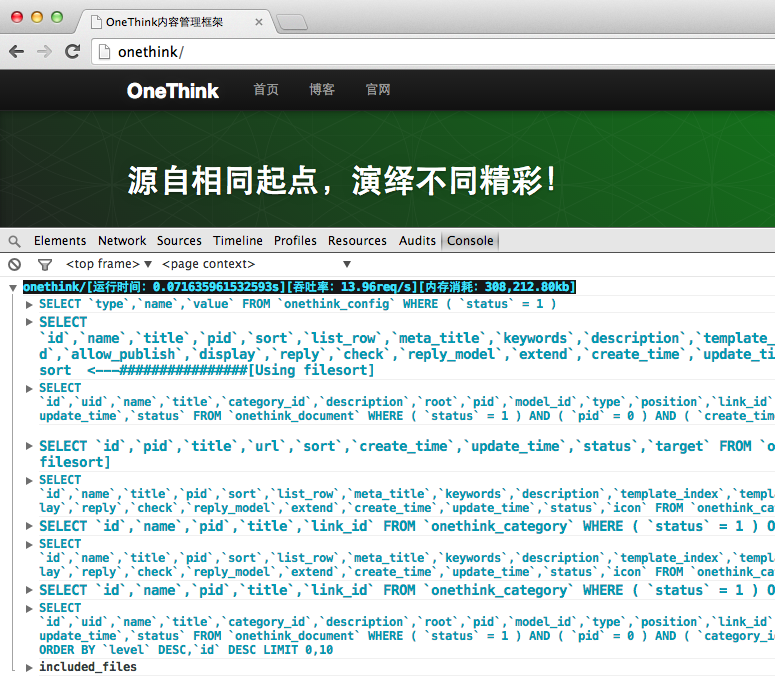 OneThink内容管理框架
onethink/
OneThink 首页 博客 官网
源自相同起点，演绎不同精彩！
Elements Network Sources Timeline Profiles Resources Audits Console
<top frame> <page context>
onethink/[运行时间：0.071635961532593s][吞吐率：13.96req/s][内存消耗：308,212.80kb]
SELECT `type`,`name`,`value` FROM `onethink_config` WHERE ( `status` = 1 )
SELECT
`id`,`name`,`title`,`pid`,`sort`,`list_row`,`meta_title`,`keywords`,`description`,`template_
d`,`allow_publish`,`display`,`reply`,`check`,`reply_model`,`extend`,`create_time`,`update_ti
sort <---################[Using filesort]
SELECT
`id`,`uid`,`name`,`title`,`category_id`,`description`,`root`,`pid`,`model_id`,`type`,`position`,`link_id`
update_time`,`status` FROM `onethink_document` WHERE ( `status` = 1 ) AND ( `pid` = 0 ) AND ( `create_tim
SELECT `id`,`pid`,`title`,`url`,`sort`,`create_time`,`update_time`,`status`,`target` FROM `o
filesort]
SELECT
`id`,`name`,`title`,`pid`,`sort`,`list_row`,`meta_title`,`keywords`,`description`,`template_index`,`templ
lay`,`reply`,`check`,`reply_model`,`extend`,`create_time`,`update_time`,`status`,`icon` FROM `onethink_ca
SELECT `id`,`name`,`pid`,`title`,`link_id` FROM `onethink_category` WHERE ( `status` = 1 ) O
SELECT
`id`,`name`,`title`,`pid`,`sort`,`list_row`,`meta_title`,`keywords`,`description`,`template_index`,`templ
lay`,`reply`,`check`,`reply_model`,`extend`,`create_time`,`update_time`,`status`,`icon` FROM `onethink_ca
SELECT `id`,`name`,`pid`,`title`,`link_id` FROM `onethink_category` WHERE ( `status` = 1 ) O
SELECT
`id`,`uid`,`name`,`title`,`category_id`,`description`,`root`,`pid`,`model_id`,`type`,`position`,`link_id`
update_time`,`status` FROM `onethink_document` WHERE ( `status` = 1 ) AND ( `pid` = 0 ) AND ( `category_id
ORDER BY `level` DESC,`id` DESC LIMIT 0,10
included_files